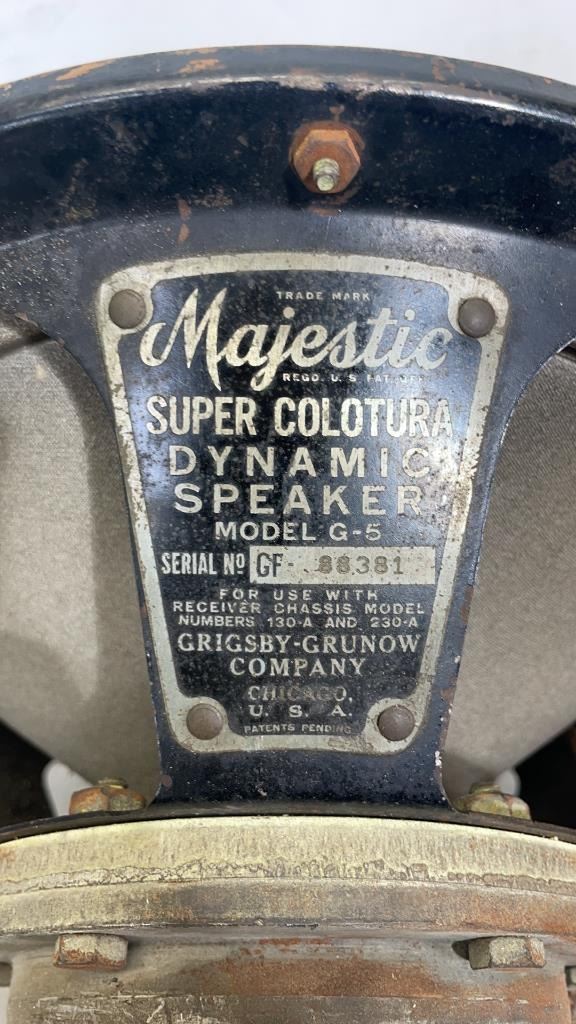 TRADE MARK
Majestic
REGD. U. S. PAT. OFF.
SUPER COLOTURA
DYNAMIC
SPEAKER
MODEL G-5
SERIAL Nº GF- 88381
FOR USE WITH
RECEIVER CHASSIS MODEL
NUMBERS 130-A AND 230-A
GRIGSBY-GRUNOW
COMPANY
CHICAGO,
U. S. A.
PATENTS PENDING